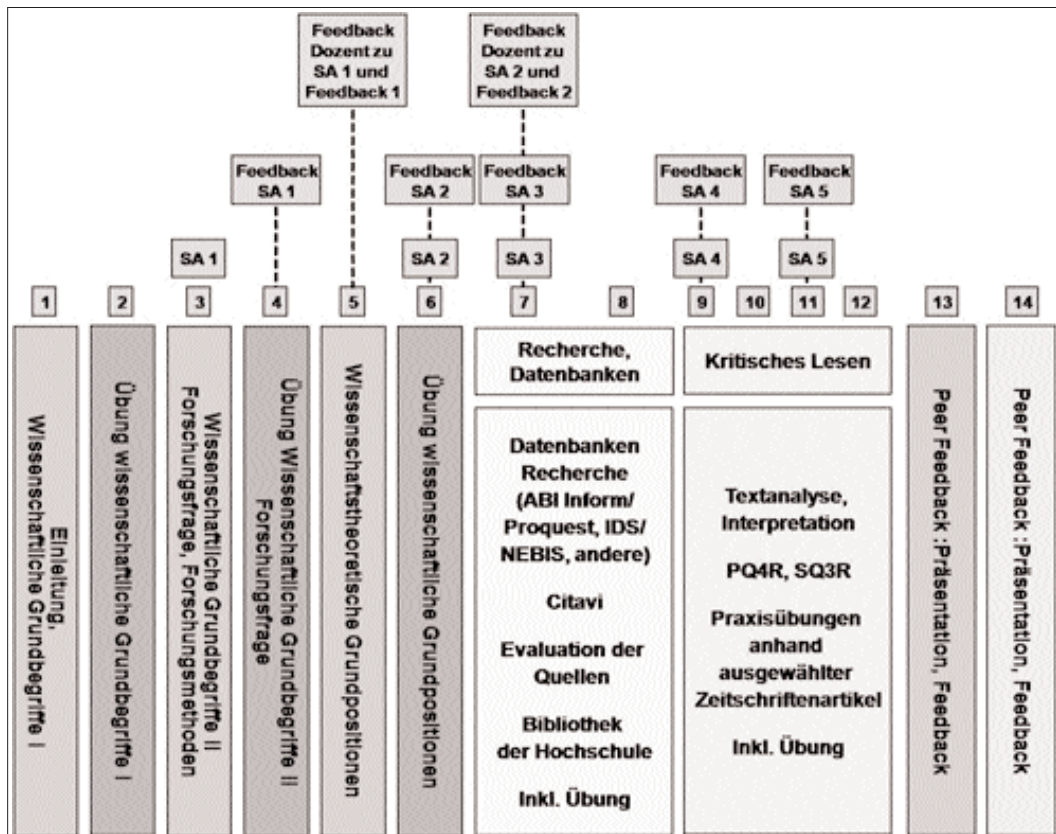 Feedback
Dozent zu
SA 1 und
Feedback 1
Feedback
Dozent zu
SA 2 und
Feedback 2
Feedback
SA 1
Feedback
SA 2
Feedback
SA 3
Feedback
SA 4
Feedback
SA 5
SA 1
SA 2
SA 3
SA 4
SA 5
1
2
3
4
5
6
7
8
9
10
11
12
13
14
Einleitung,
Wissenschaftliche Grundbegriffe I
Übung wissenschaftliche Grundbegriffe I
Wissenschaftliche Grundbegriffe II
Forschungsfrage, Forschungsmethoden
Übung Wissenschaftliche Grundbegriffe II
Forschungsfrage
Wissenschaftstheoretische Grundpositionen
Übung wissenschaftliche Grundpositionen
Recherche,
Datenbanken
Datenbanken
Recherche
(ABI Inform/
Proquest, IDS/
NEBIS, andere)
Citavi
Evaluation der
Quellen
Bibliothek
der Hochschule
Inkl. Übung
Kritisches Lesen
Textanalyse,
Interpretation
PQ4R, SQ3R
Praxisübungen
anhand
ausgewählter
Zeitschriftenartikel
Inkl. Übung
Peer Feedback :Präsentation, Feedback
Peer Feedback :Präsentation, Feedback